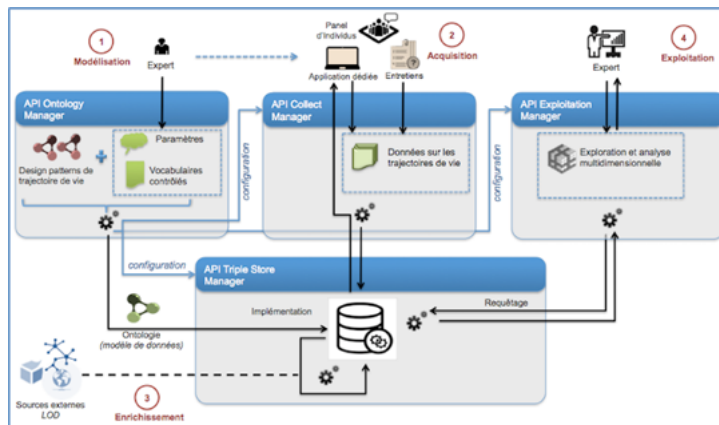 1
Modélisation
Expert
Panel
d'Individus
Application dédiée
Entretiens
2
Acquisition
Expert
4
Exploitation
API Ontology
Manager
Design patterns de
trajectoire de vie
Paramètres
Vocabulaires
contrôlés
configuration
API Collect Manager
Données sur les
trajectoires de vie
configuration
API Exploitation
Manager
Exploration et analyse
multidimensionnelle
configuration
API Triple Store
Manager
Implémentation
Requêtage
Ontologie
(modèle de données)
Sources externes
LOD
3
Enrichissement